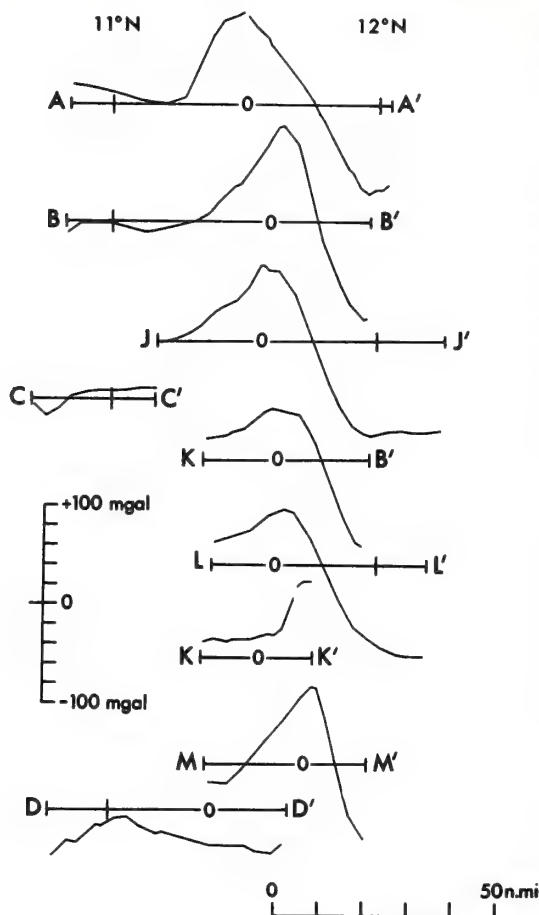 11°N 12°N
A 0 A'
B 0 B'
J 0 J'
C C'
K 0 B'
L 0 L'
+100 mgal
0
-100 mgal
K 0 K'
M 0 M'
D 0 D'
0 50n.mi